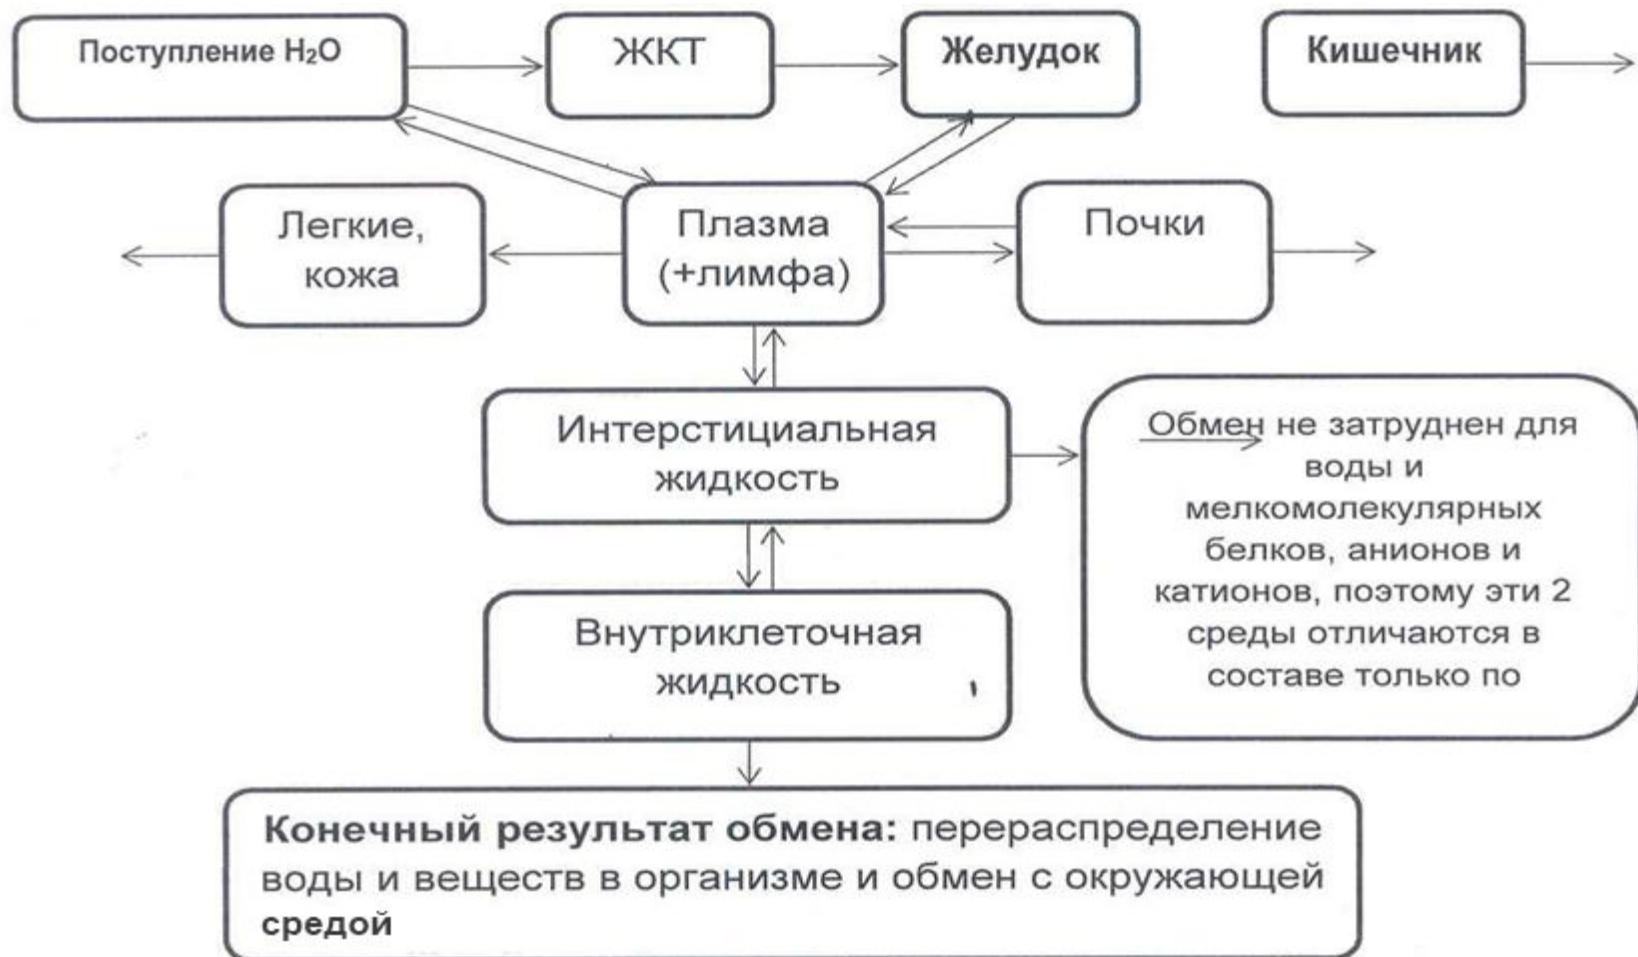 Поступление H₂O
ЖКТ
Желудок
Кишечник
Легкие,
кожа
Плазма
(+лимфа)
Почки
Интерстициальная
жидкость
Обмен не затруднен для
воды и
мелкомолекулярных
белков, анионов и
катионов, поэтому эти 2
среды отличаются в
составе только по
Внутриклеточная
жидкость
Конечный результат обмена: перераспределение
воды и веществ в организме и обмен с окружающей
средой